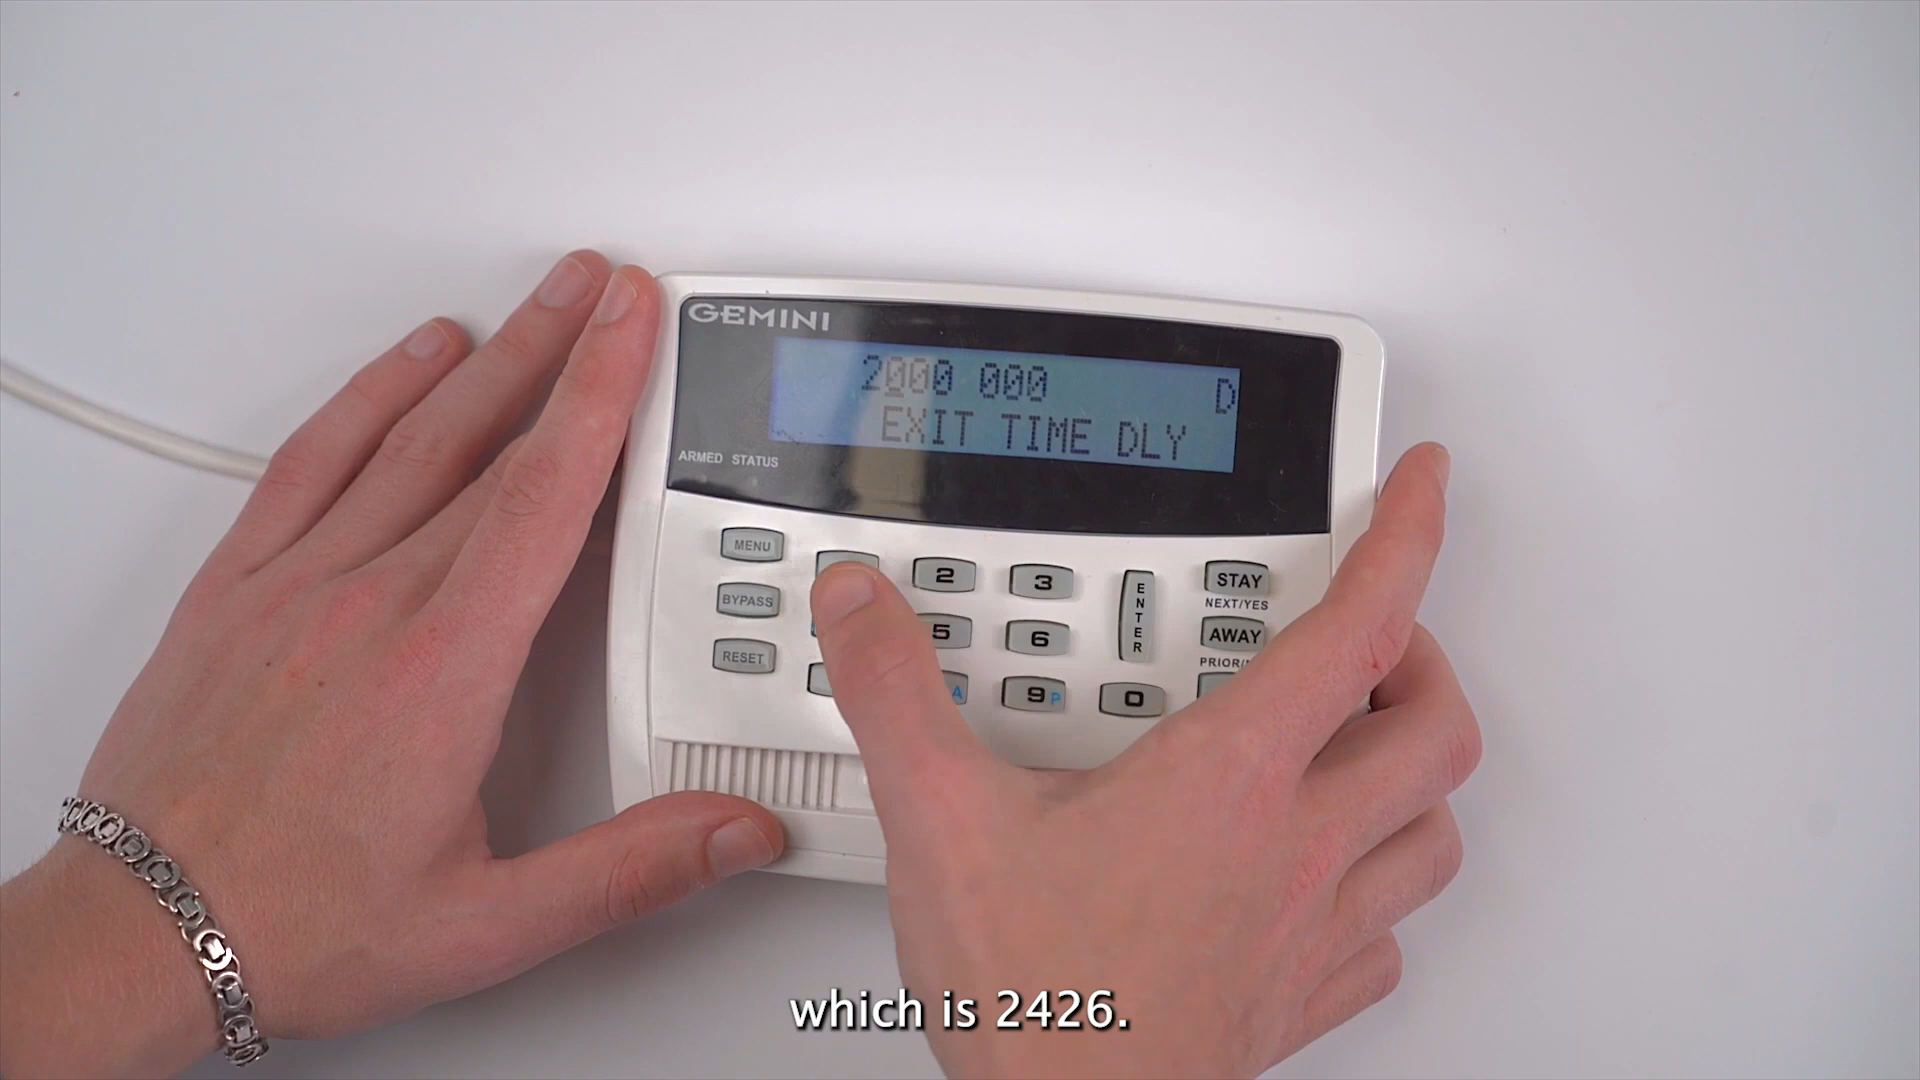 GEMINI
2000 000 D
EXIT TIME DLY
ARMED STATUS
MENU
2
3
ENTER
STAY
NEXT/YES
BYPASS
5
6
AWAY
RESET
A
9 P
0
which is 2426.